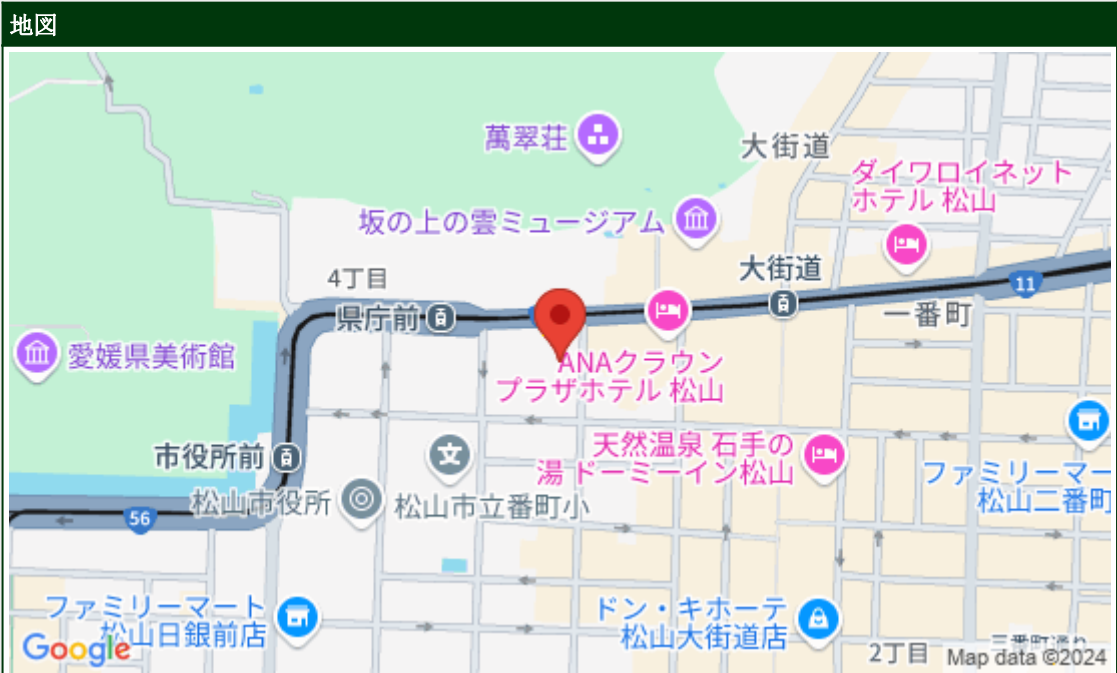 地図
萬翠荘
大街道
ダイワロイネット
ホテル 松山
坂の上の雲ミュージアム
4丁目
大街道
11
県庁前
一番町
愛媛県美術館
ANAクラウン
プラザホテル 松山
市役所前
天然温泉 石手の
湯 ドーミーイン松山
ファミリーマー
松山二番町
松山市役所
松山市立番町小
56
ファミリーマート
松山日銀前店
ドン・キホーテ
松山大街道店
三番町通り
2丁目
Google
Map data ©2024